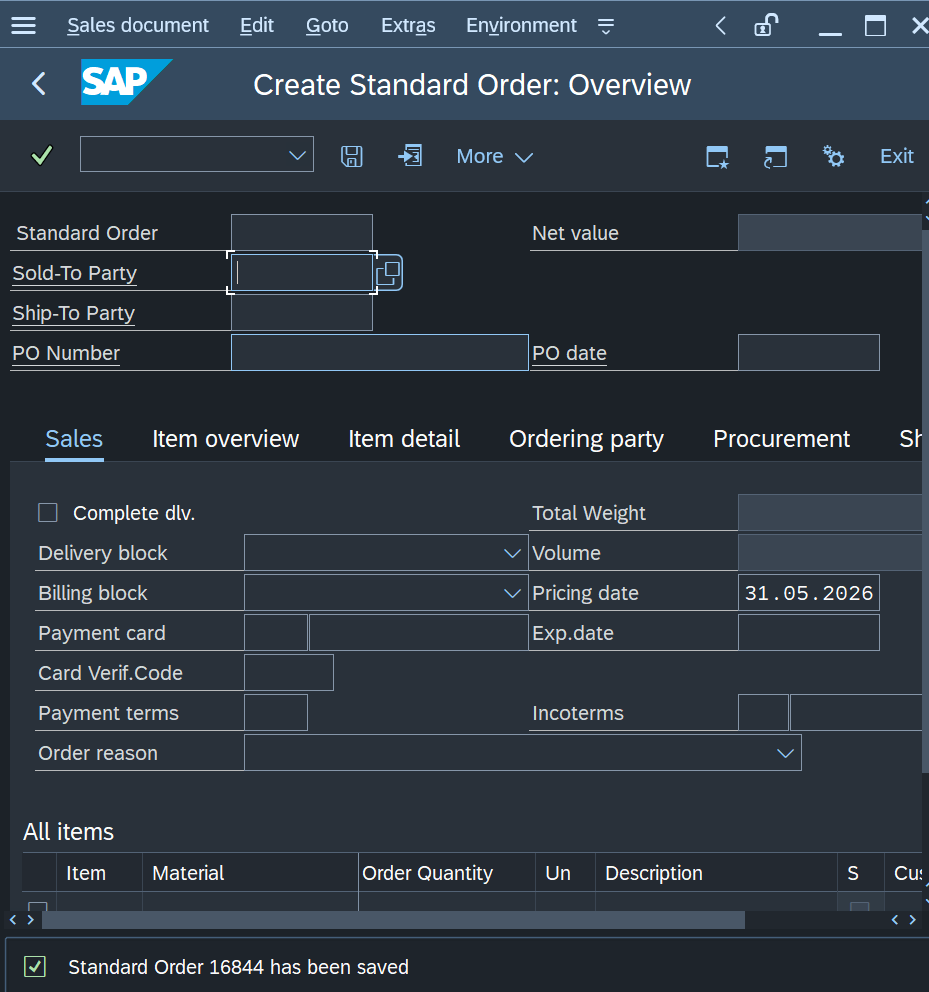 Sales document Edit Goto Extras Environment
SAP Create Standard Order: Overview
More Exit
Standard Order Net value
Sold-To Party
Ship-To Party
PO Number PO date
Sales Item overview Item detail Ordering party Procurement Sh
Complete dlv. Total Weight
Delivery block Volume
Billing block Pricing date 31.05.2026
Payment card Exp.date
Card Verif.Code
Payment terms Incoterms
Order reason
All items
Item Material Order Quantity Un Description S Cus
Standard Order 16844 has been saved